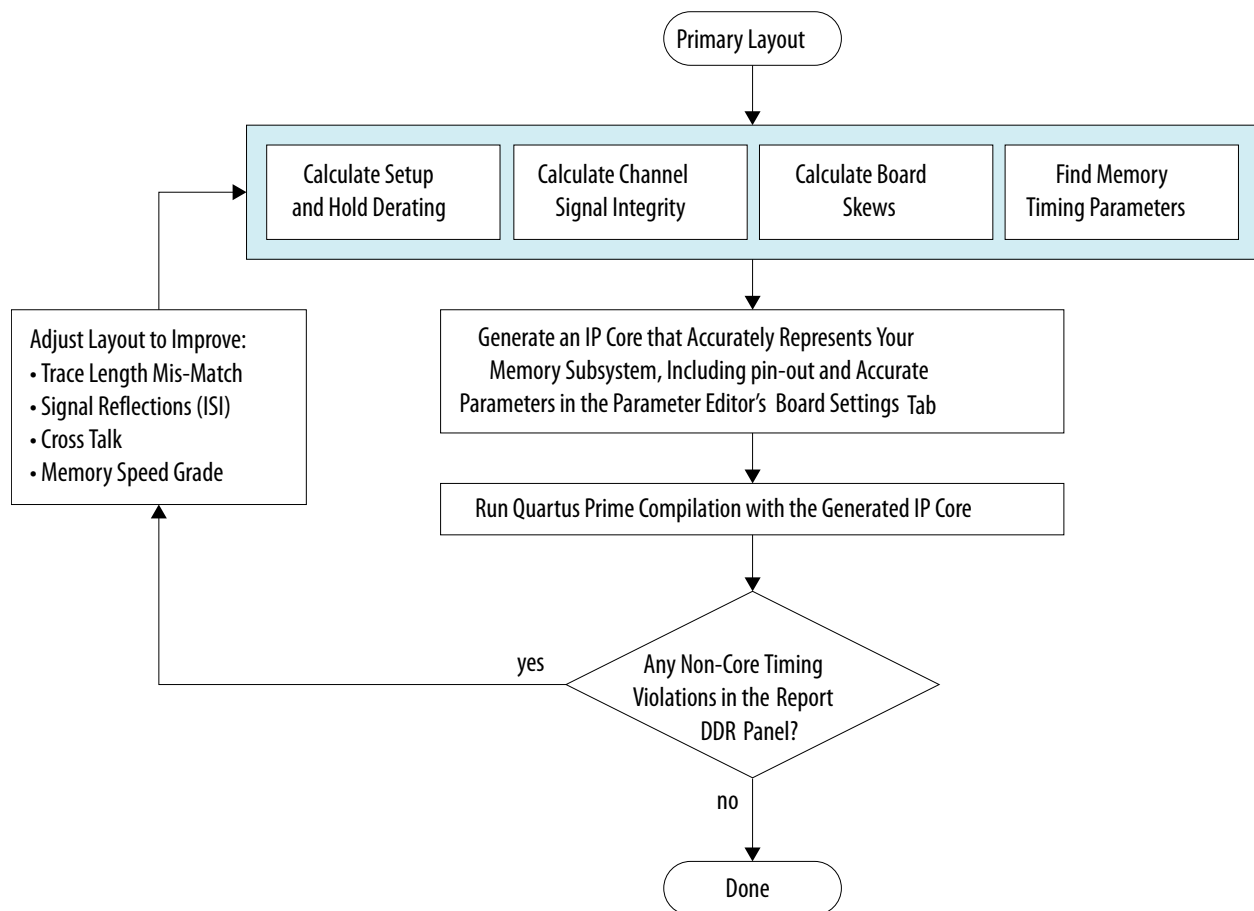 Primary Layout
Calculate Setup
and Hold Derating
Calculate Channel
Signal Integrity
Calculate Board
Skews
Find Memory
Timing Parameters
Adjust Layout to Improve:
• Trace Length Mis-Match
• Signal Reflections (ISI)
• Cross Talk
• Memory Speed Grade
Generate an IP Core that Accurately Represents Your
Memory Subsystem, Including pin-out and Accurate
Parameters in the Parameter Editor’s Board Settings Tab
Run Quartus Prime Compilation with the Generated IP Core
yes
Any Non-Core Timing
Violations in the Report
DDR Panel?
no
Done